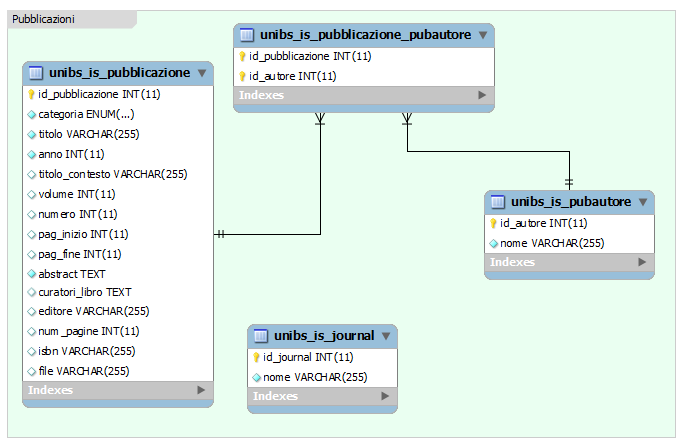 Pubblicazioni
unibs_is_pubblicazione
id_pubblicazione INT(11)
categoria ENUM(...)
titolo VARCHAR(255)
anno INT(11)
titolo_contesto VARCHAR(255)
volume INT(11)
numero INT(11)
pag_inizio INT(11)
pag_fine INT(11)
abstract TEXT
curatori_libro TEXT
editore VARCHAR(255)
num_pagine INT(11)
isbn VARCHAR(255)
file VARCHAR(255)
Indexes
unibs_is_pubblicazione_pubautore
id_pubblicazione INT(11)
id_autore INT(11)
Indexes
unibs_is_pubautore
id_autore INT(11)
nome VARCHAR(255)
Indexes
unibs_is_journal
id_journal INT(11)
nome VARCHAR(255)
Indexes